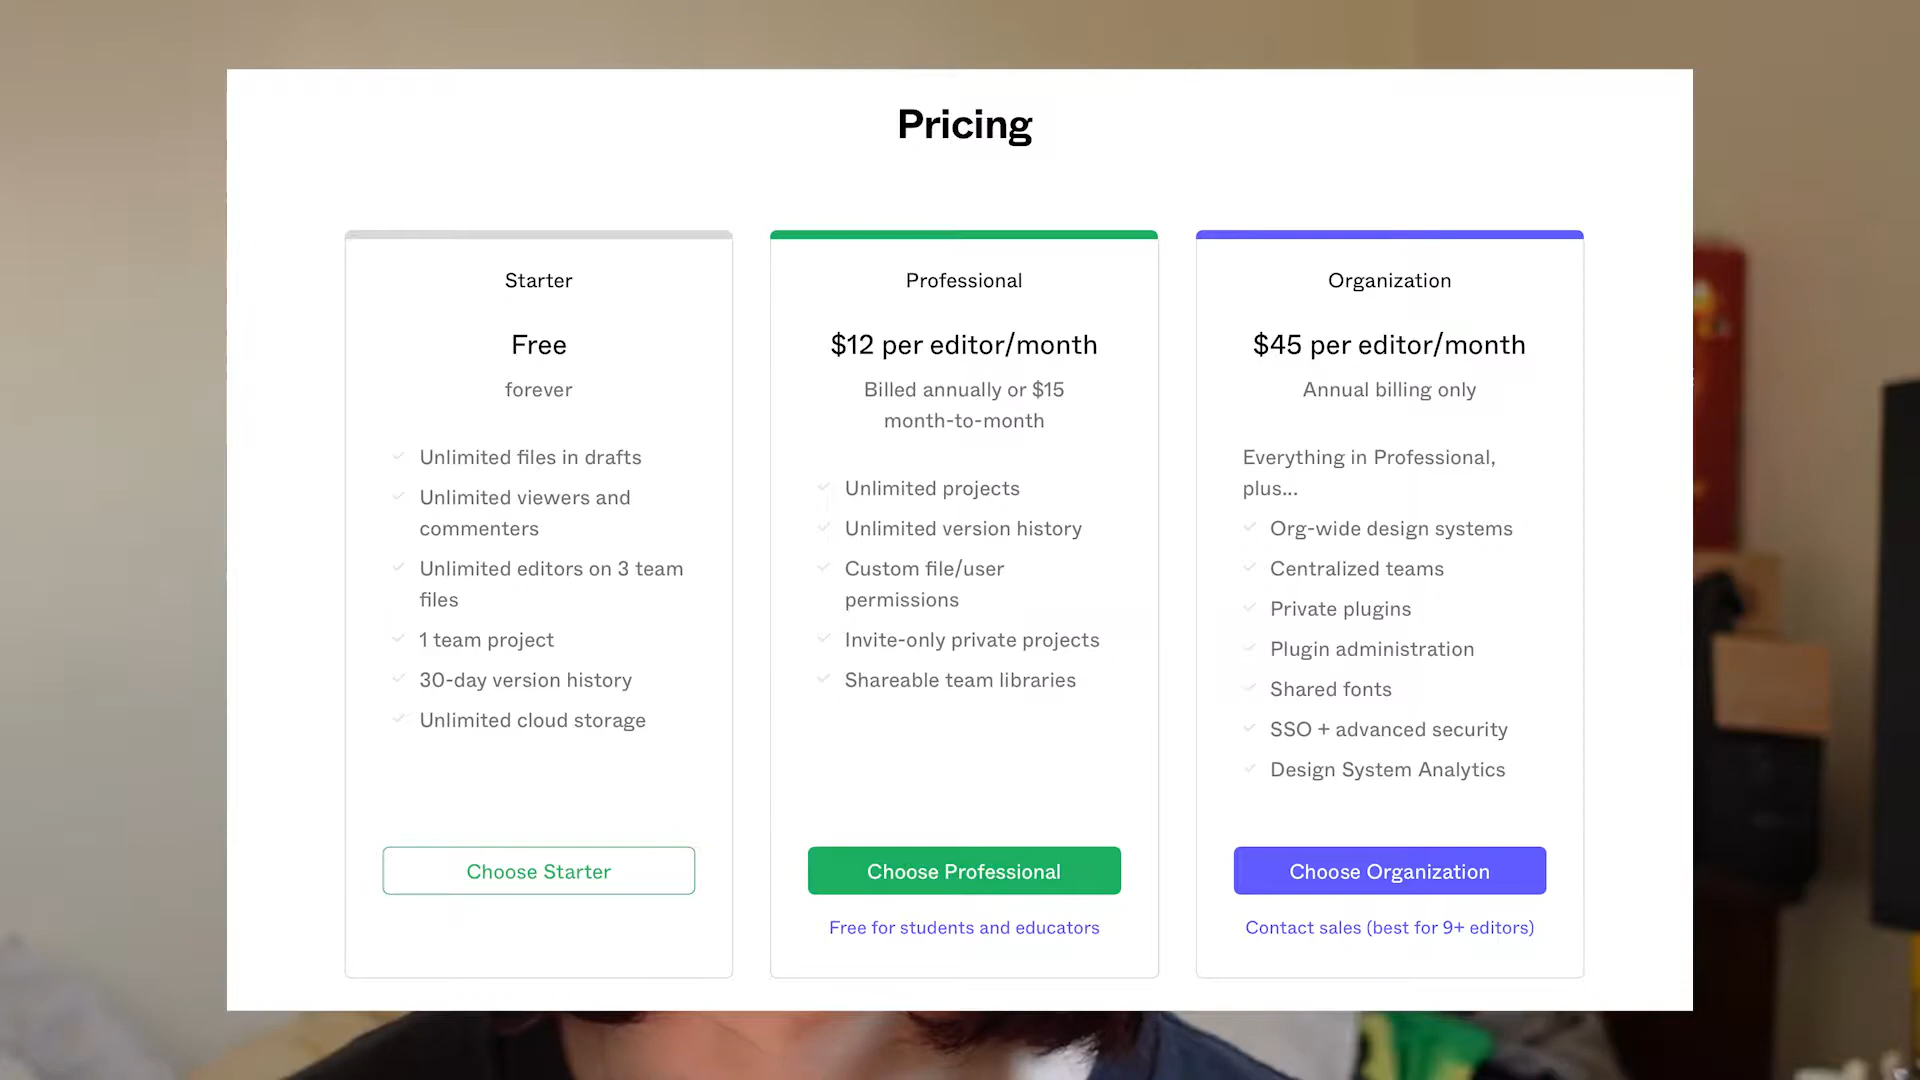 Pricing
Starter
Free
forever
Unlimited files in drafts
Unlimited viewers and
commenters
Unlimited editors on 3 team
files
1 team project
30-day version history
Unlimited cloud storage
Choose Starter
Professional
$12 per editor/month
Billed annually or $15
month-to-month
Unlimited projects
Unlimited version history
Custom file/user
permissions
Invite-only private projects
Shareable team libraries
Choose Professional
Free for students and educators
Organization
$45 per editor/month
Annual billing only
Everything in Professional,
plus...
Org-wide design systems
Centralized teams
Private plugins
Plugin administration
Shared fonts
SSO + advanced security
Design System Analytics
Choose Organization
Contact sales (best for 9+ editors)